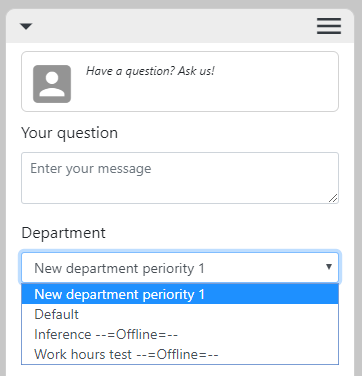 Have a question? Ask us!
Your question
Enter your message
Department
New department periority 1
New department periority 1
Default
Inference --=Offline=--
Work hours test --=Offline=--